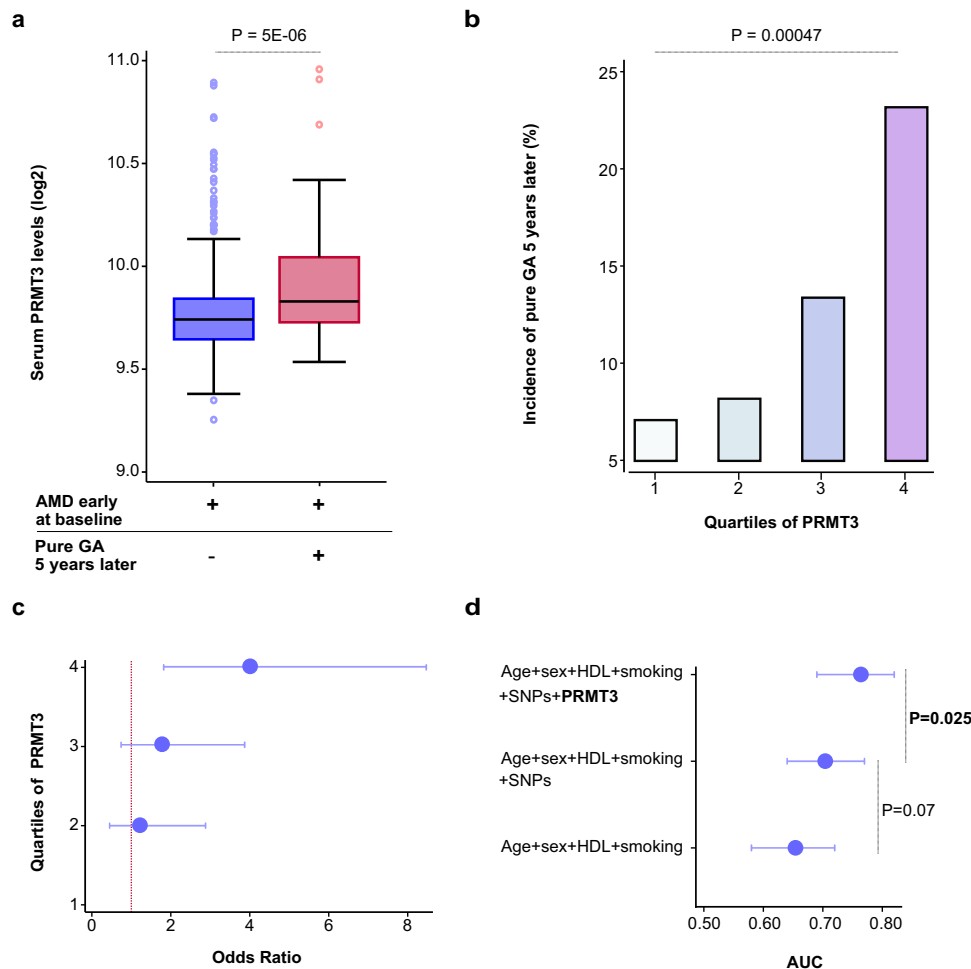 a
P = 5E-06
Serum PRMT3 levels (log2)
11.0
10.5
10.0
9.5
9.0
AMD early
at baseline
+
+
Pure GA
5 years later
-
+
b
P = 0.00047
Incidence of pure GA 5 years later (%)
25
20
15
10
5
1
2
3
4
Quartiles of PRMT3
c
Quartiles of PRMT3
4
3
2
1
0
2
4
6
8
Odds Ratio
d
Age+sex+HDL+smoking
+SNPs+PRMT3
Age+sex+HDL+smoking
+SNPs
Age+sex+HDL+smoking
P=0.025
P=0.07
0.50
0.60
0.70
0.80
AUC